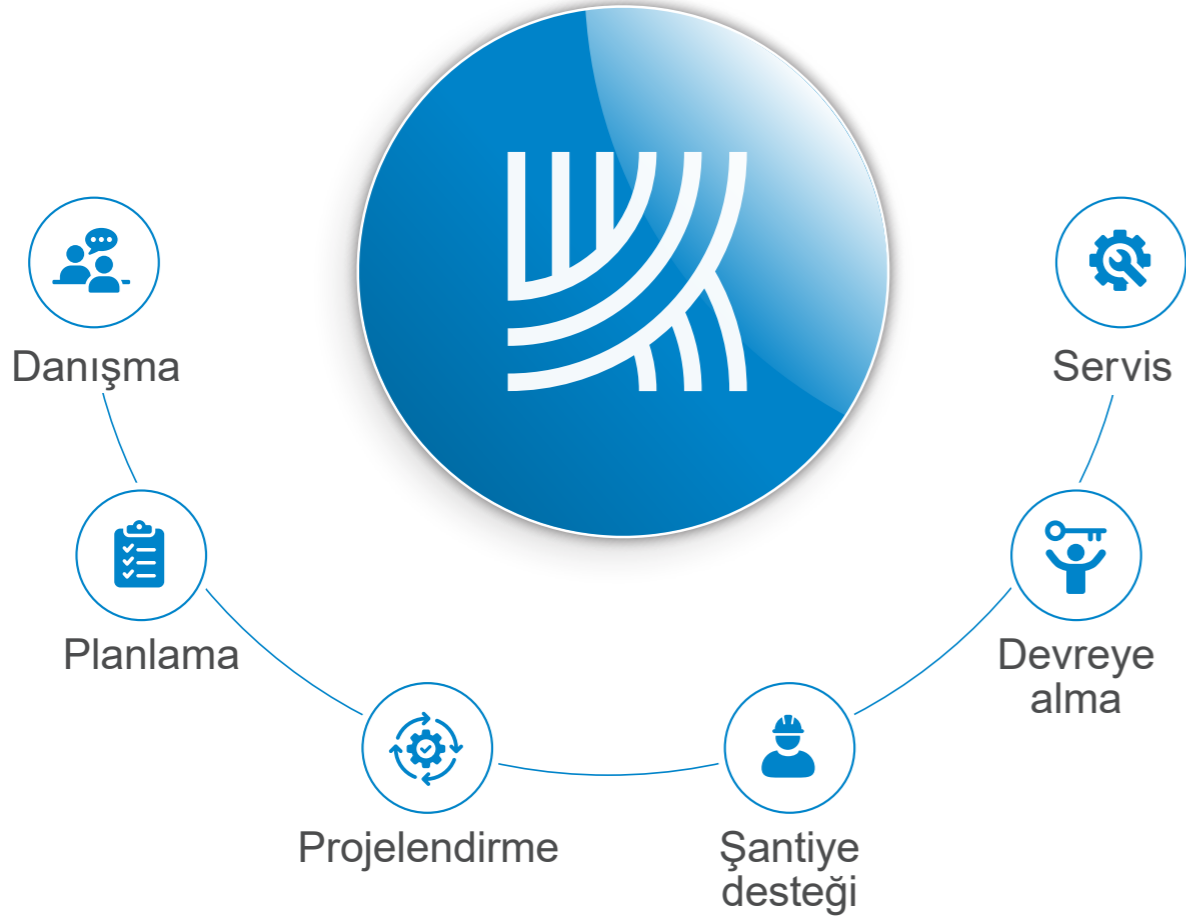 Danışma
Servis
Planlama
Devreye
alma
Projelendirme
Şantiye
desteği